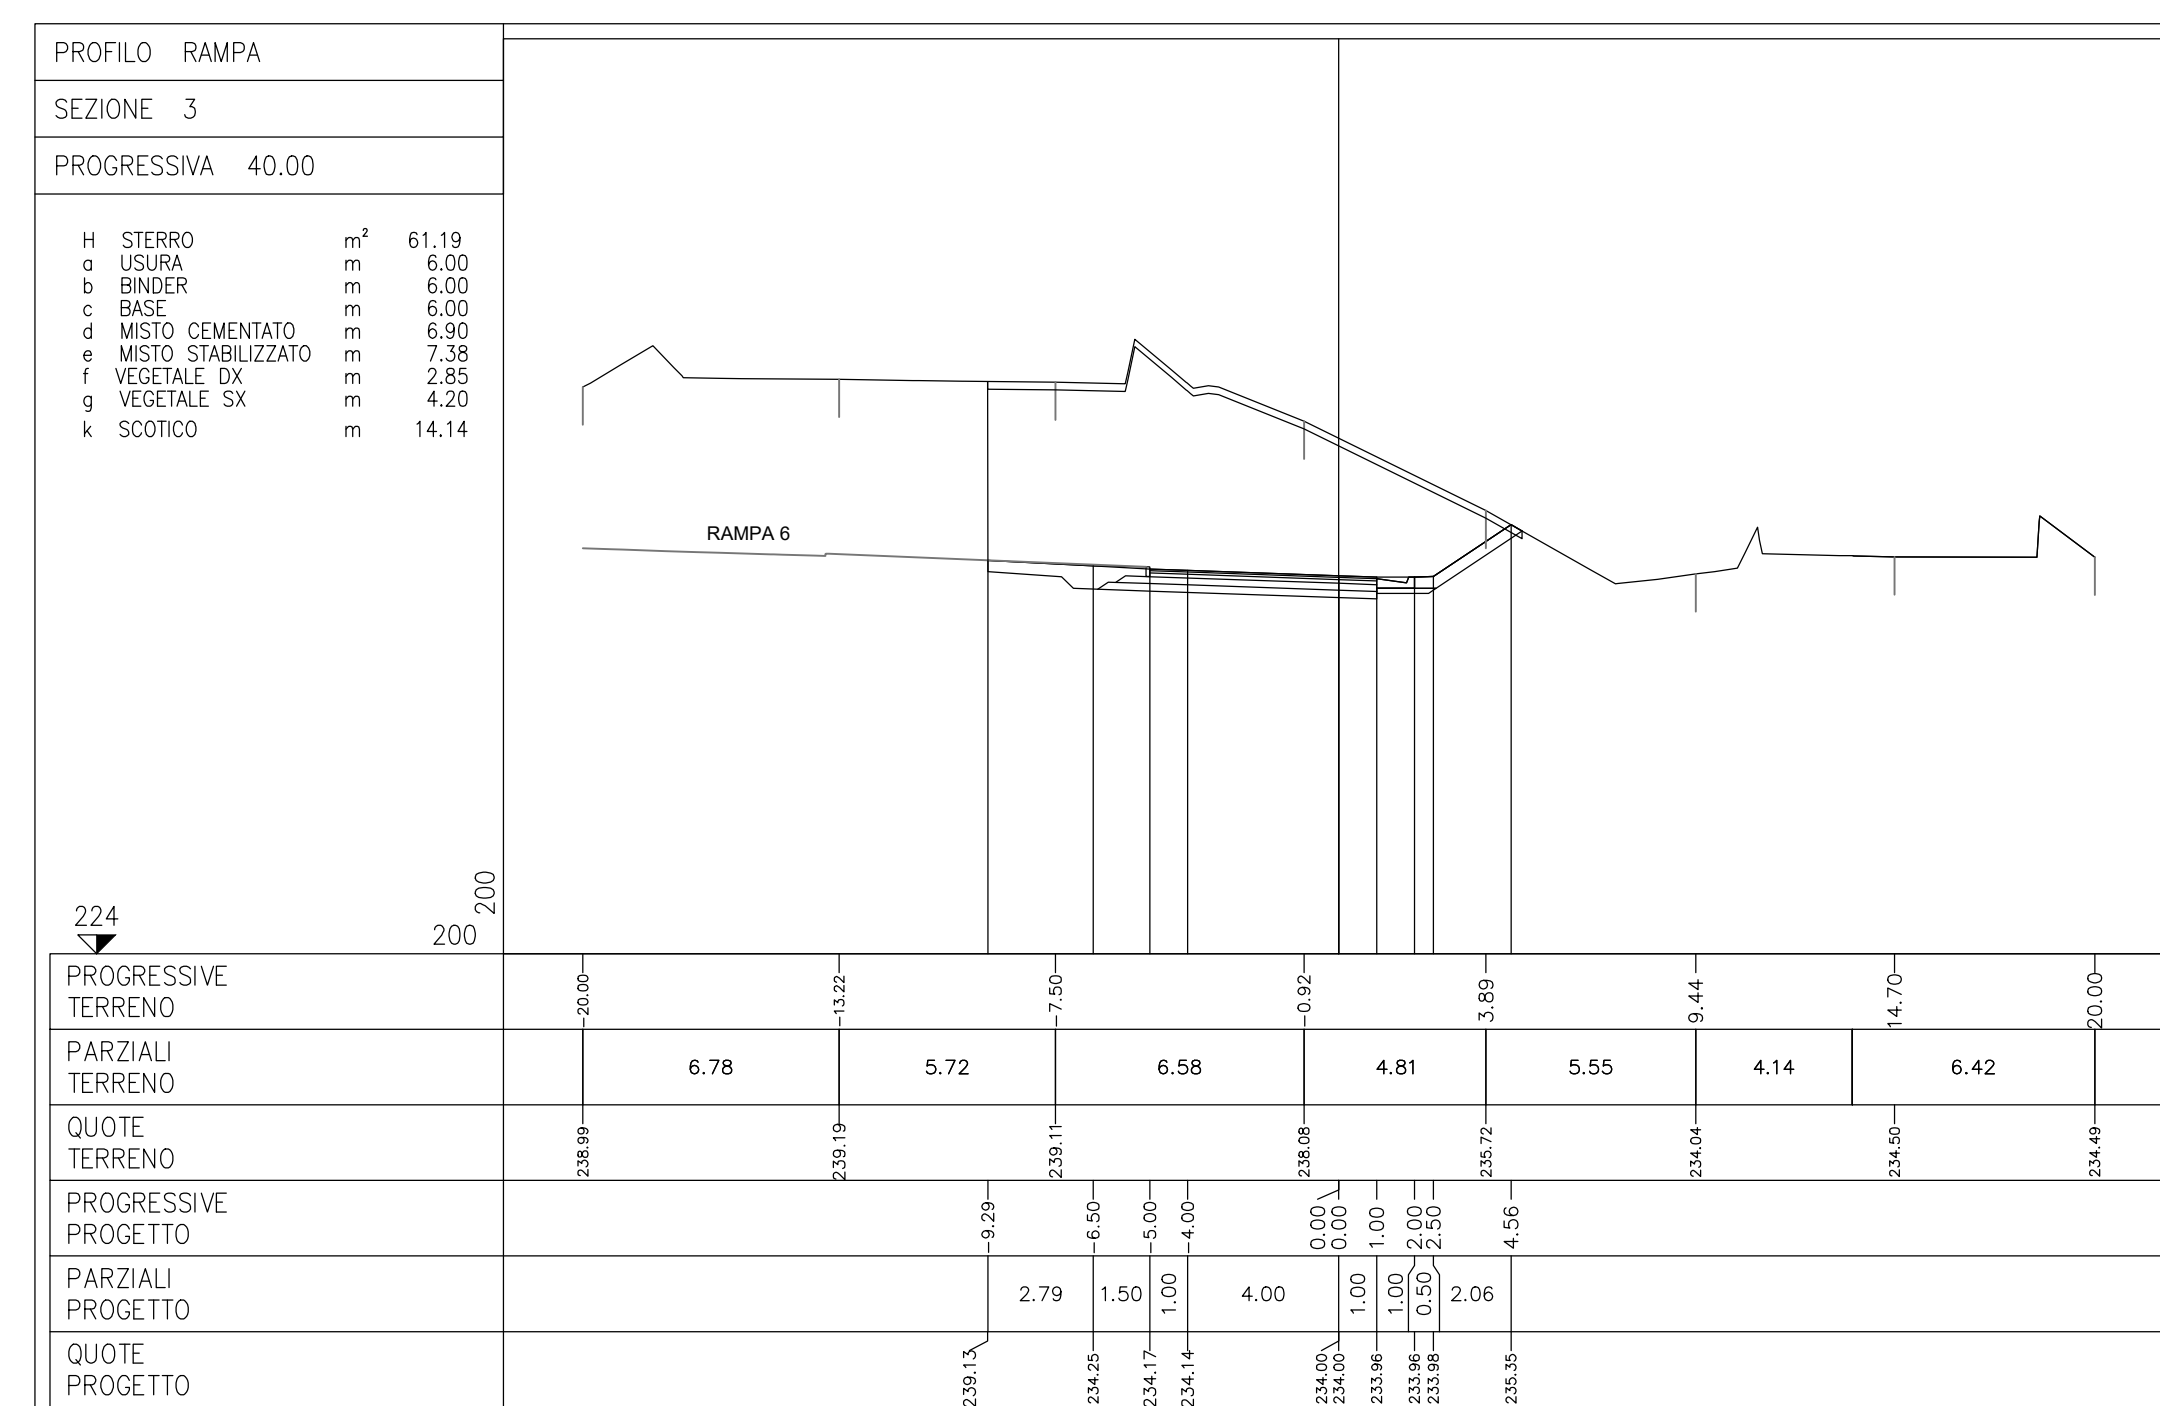 PROFILO RAMPA
SEZIONE 3
PROGRESSIVA 40.00
H STERRO m² 61.19
a USURA m 6.00
b BINDER m 6.00
c BASE m 6.00
d MISTO CEMENTATO m 6.90
e MISTO STABILIZZATO m 7.38
f VEGETALE DX m 2.85
g VEGETALE SX m 4.20
k SCOTICO m 14.14
RAMPA 6
224
200
200
PROGRESSIVE
TERRENO
-20.00 -13.22 -7.50 -0.92 3.89 9.44 14.70 20.00
PARZIALI
TERRENO
6.78 5.72 6.58 4.81 5.55 4.14 6.42
QUOTE
TERRENO
238.99 239.19 239.11 238.08 235.72 234.04 234.50 234.49
PROGRESSIVE
PROGETTO
-9.29 -6.50 -5.00 -4.00 0.00 0.00 1.00 2.00 2.50 4.56
PARZIALI
PROGETTO
2.79 1.50 1.00 4.00 1.00 1.00 0.50 2.06
QUOTE
PROGETTO
239.13 234.25 234.17 234.14 234.00 234.00 233.96 233.96 233.98 235.35